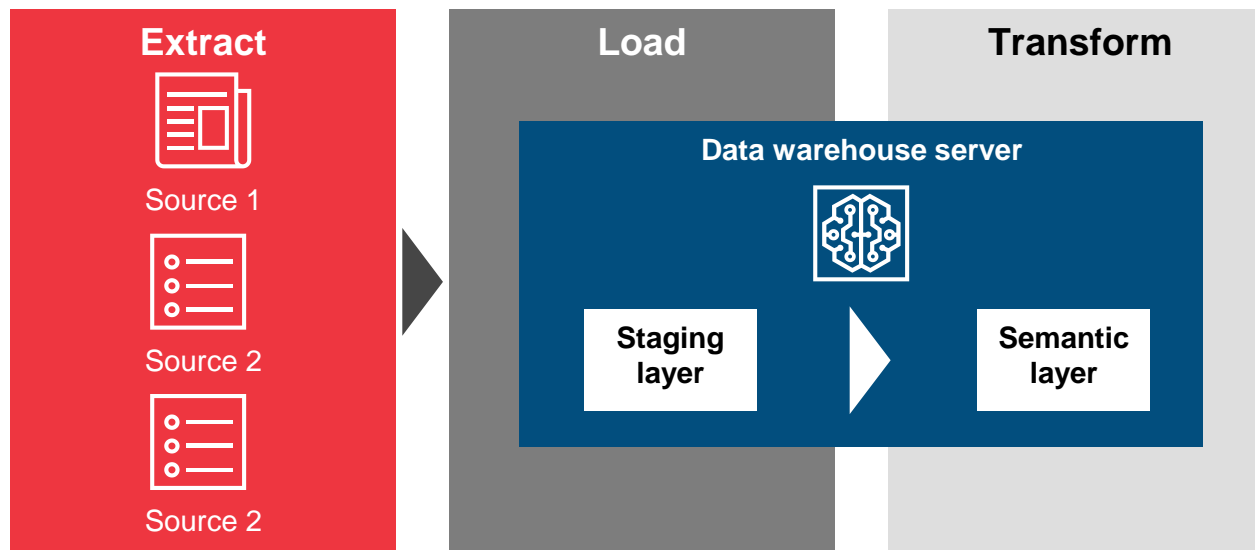 Extract
Source 1
Source 2
Source 2
Load
Transform
Data warehouse server
Staging
layer
Semantic
layer